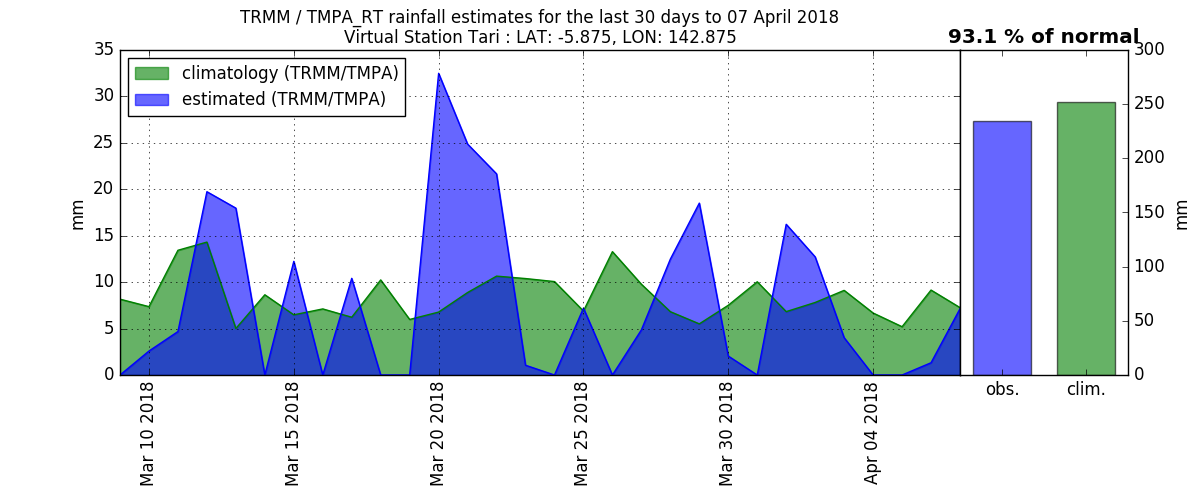 TRMM / TMPA_RT rainfall estimates for the last 30 days to 07 April 2018
Virtual Station Tari : LAT: -5.875, LON: 142.875
93.1 % of normal
climatology (TRMM/TMPA)
estimated (TRMM/TMPA)
35
30
25
20
15
10
5
0
mm
Mar 10 2018
Mar 15 2018
Mar 20 2018
Mar 25 2018
Mar 30 2018
Apr 04 2018
300
250
200
150
100
50
0
mm
obs.
clim.